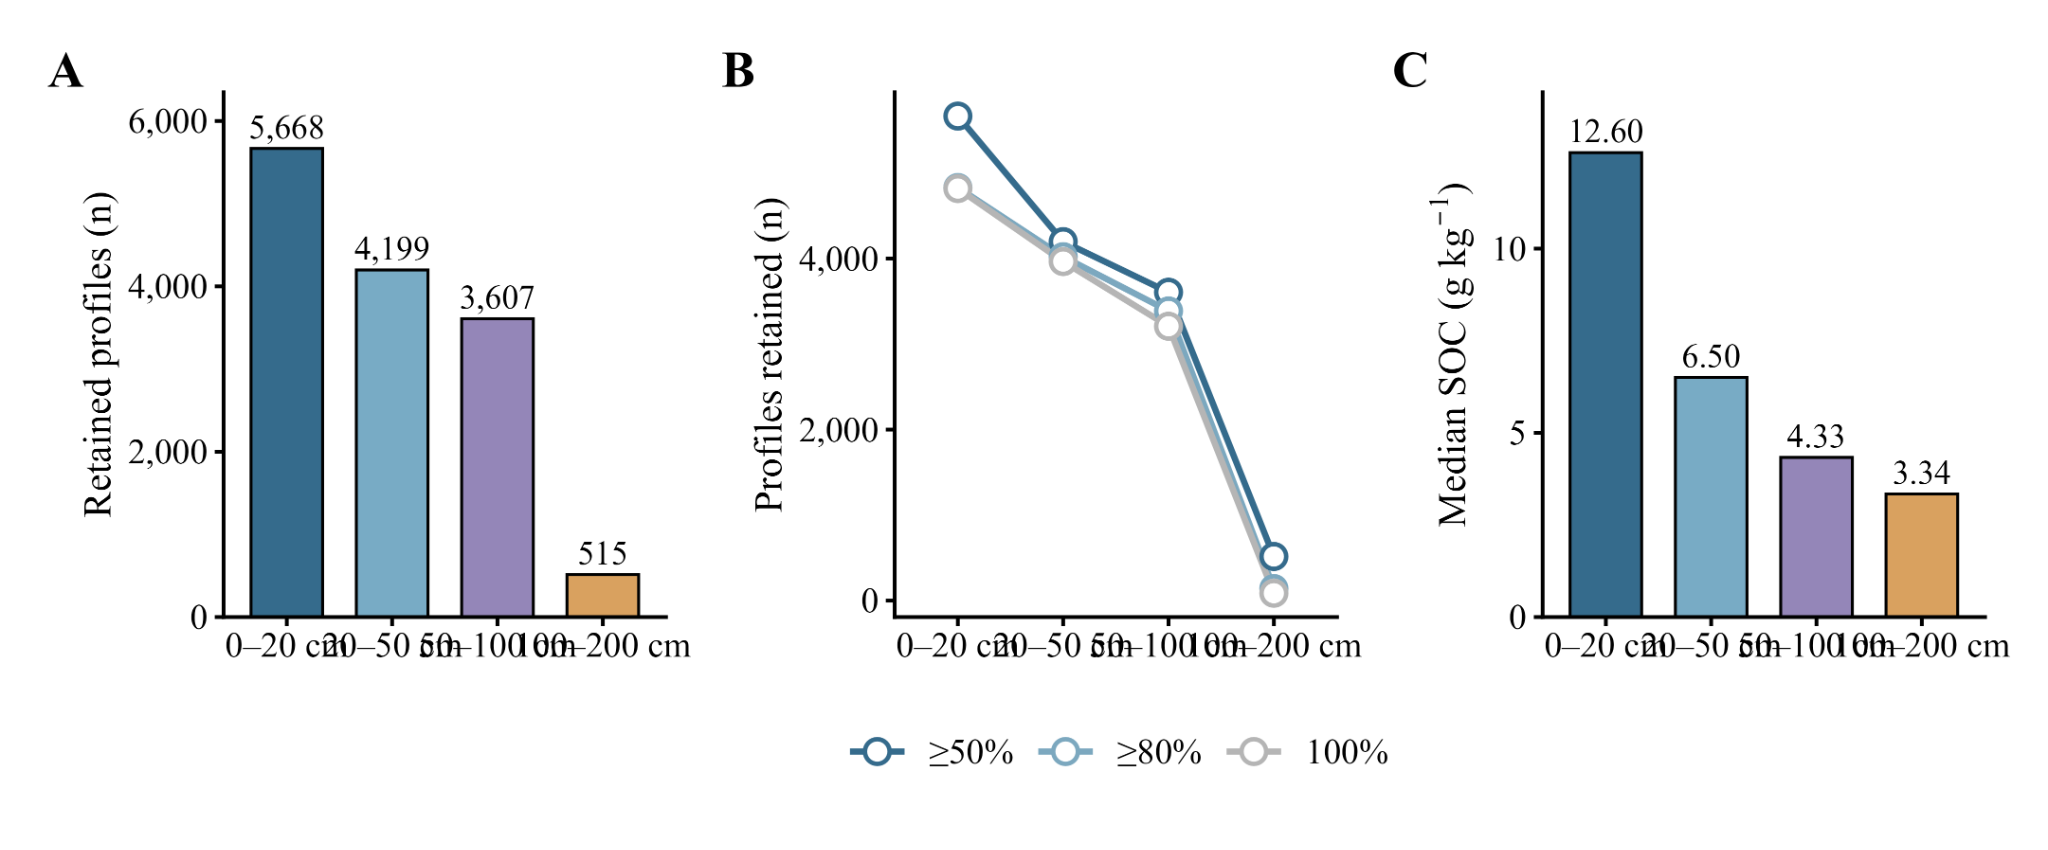 A
B
C
Retained profiles (n)
6,000
4,000
2,000
0
5,668
4,199
3,607
515
0–20 cm
20–50 cm
50–100 cm
100–200 cm
Profiles retained (n)
4,000
2,000
0
0–20 cm
20–50 cm
50–100 cm
100–200 cm
Median SOC (g kg⁻¹)
10
5
0
12.60
6.50
4.33
3.34
0–20 cm
20–50 cm
50–100 cm
100–200 cm
≥50% ≥80% 100%